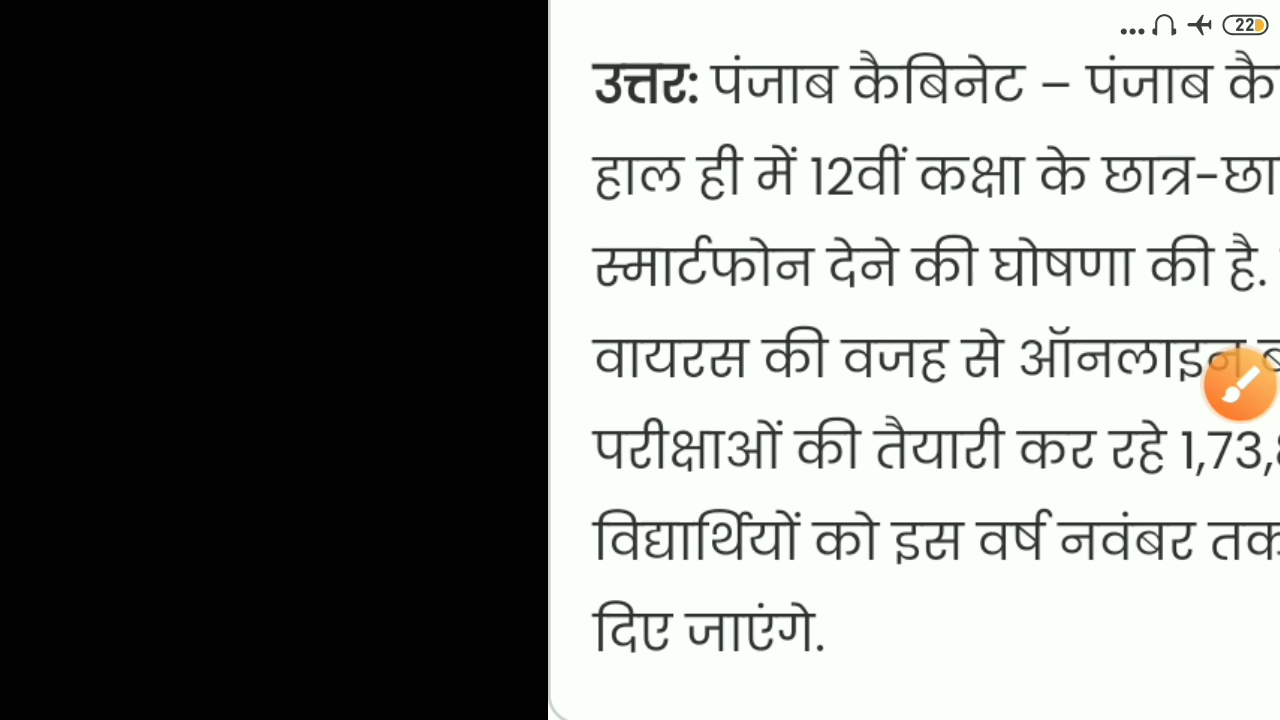 22
उत्तर: पंजाब कैबिनेट – पंजाब कै
हाल ही में 12वीं कक्षा के छात्र-छा
स्मार्टफोन देने की घोषणा की है.
वायरस की वजह से ऑनलाइन
परीक्षाओं की तैयारी कर रहे 1,73,
विद्यार्थियों को इस वर्ष नवंबर तक
दिए जाएंगे.